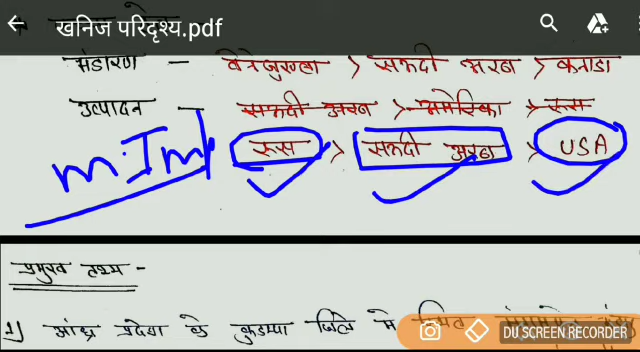 खनिज परिदृश्य.pdf
भंडारण - वेनेजुएला > सऊदी अरब > कनाडा
उत्पादन - सऊदी अरब > अमेरिका > रूस
m.Im
रूस > सऊदी अरब > USA
प्रमुख तथ्य -
1) आंध्र प्रदेश के कुडप्पा जिले में स्थित
DU SCREEN RECORDER